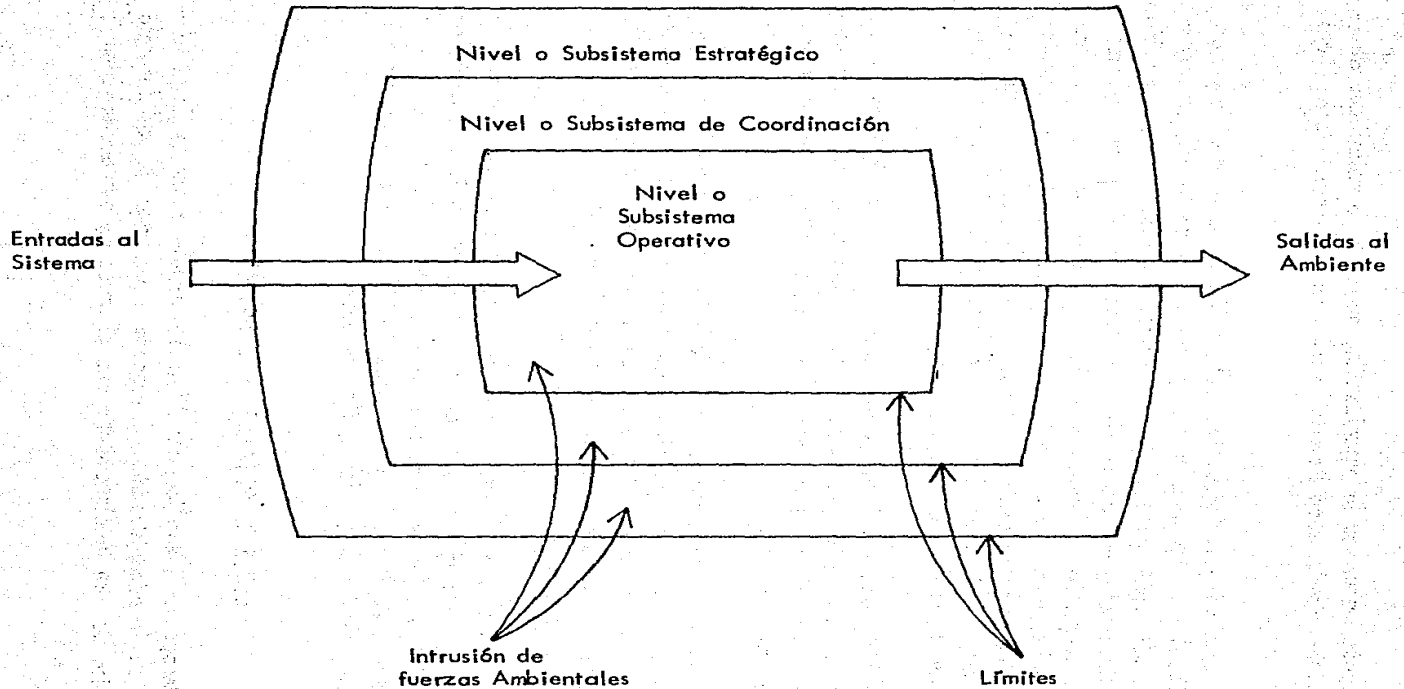 Nivel o Subsistema Estratégico
Nivel o Subsistema de Coordinación
Nivel o
Subsistema
Operativo
Entradas al
Sistema
Salidas al
Ambiente
Intrusión de
fuerzas Ambientales
Límites